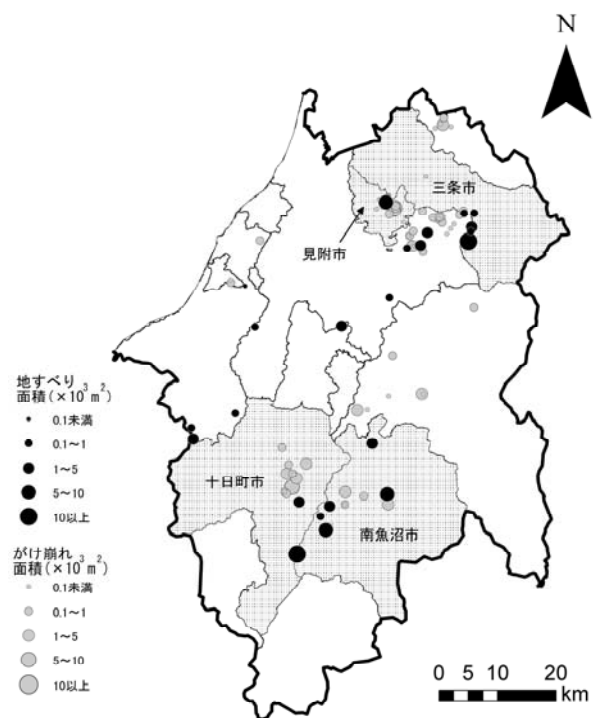 N
三条市
見附市
地すべり
面積(×10³m²)
0.1未満
0.1~1
1~5
5~10
10以上
十日町市
南魚沼市
がけ崩れ
面積(×10³m²)
0.1未満
0.1~1
1~5
5~10
10以上
0 5 10 20
km